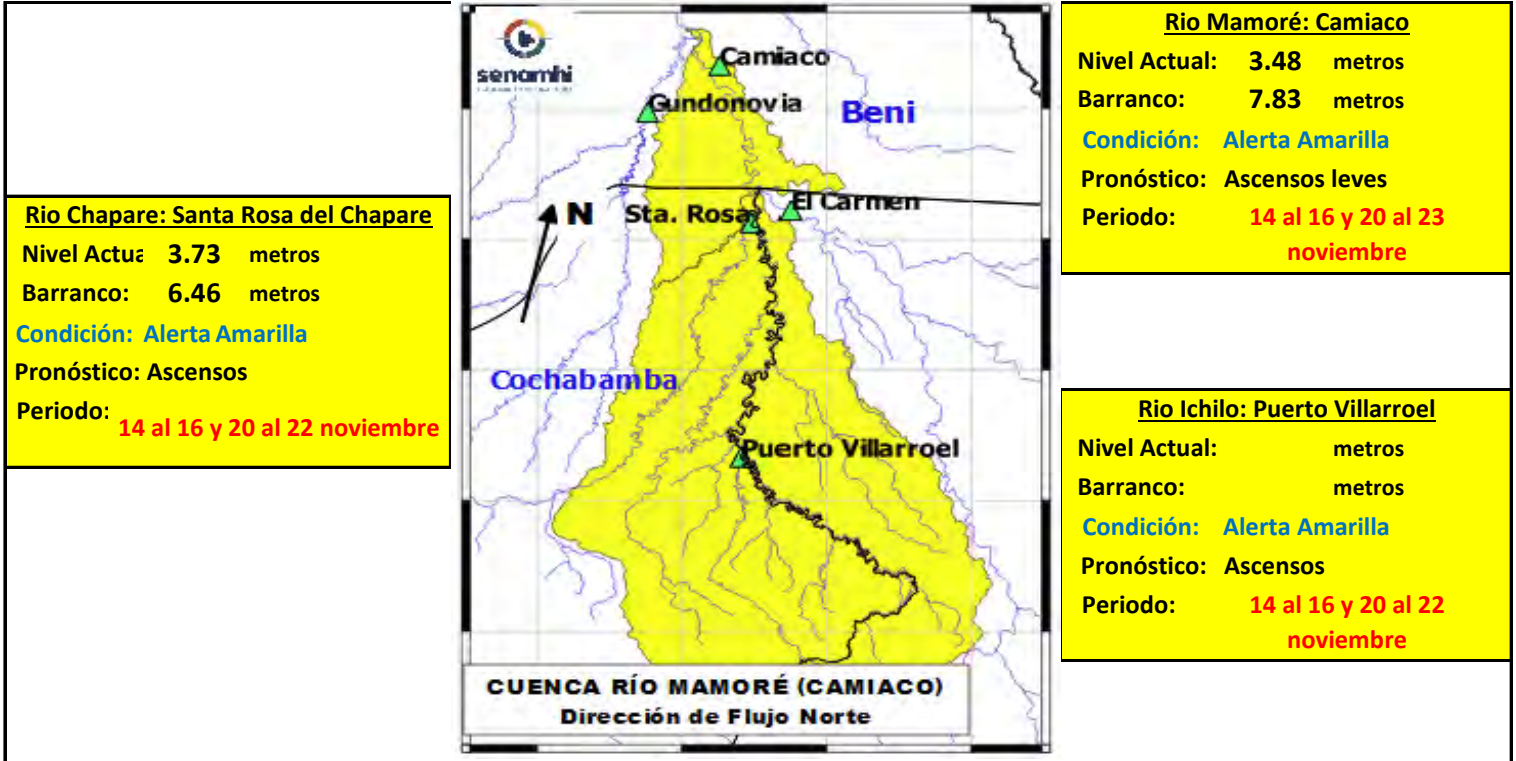 Rio Chapare: Santa Rosa del Chapare
Nivel Actua 3.73 metros
Barranco: 6.46 metros
Condición: Alerta Amarilla
Pronóstico: Ascensos
Periodo: 14 al 16 y 20 al 22 noviembre
senamhi
Camiaco
Gundonovia
Beni
N
Sta. Rosa
El Carmen
Cochabamba
Puerto Villarroel
CUENCA RÍO MAMORÉ (CAMIACO)
Dirección de Flujo Norte
Rio Mamoré: Camiaco
Nivel Actual: 3.48 metros
Barranco: 7.83 metros
Condición: Alerta Amarilla
Pronóstico: Ascensos leves
Periodo: 14 al 16 y 20 al 23
noviembre
Rio Ichilo: Puerto Villarroel
Nivel Actual: metros
Barranco: metros
Condición: Alerta Amarilla
Pronóstico: Ascensos
Periodo: 14 al 16 y 20 al 22
noviembre